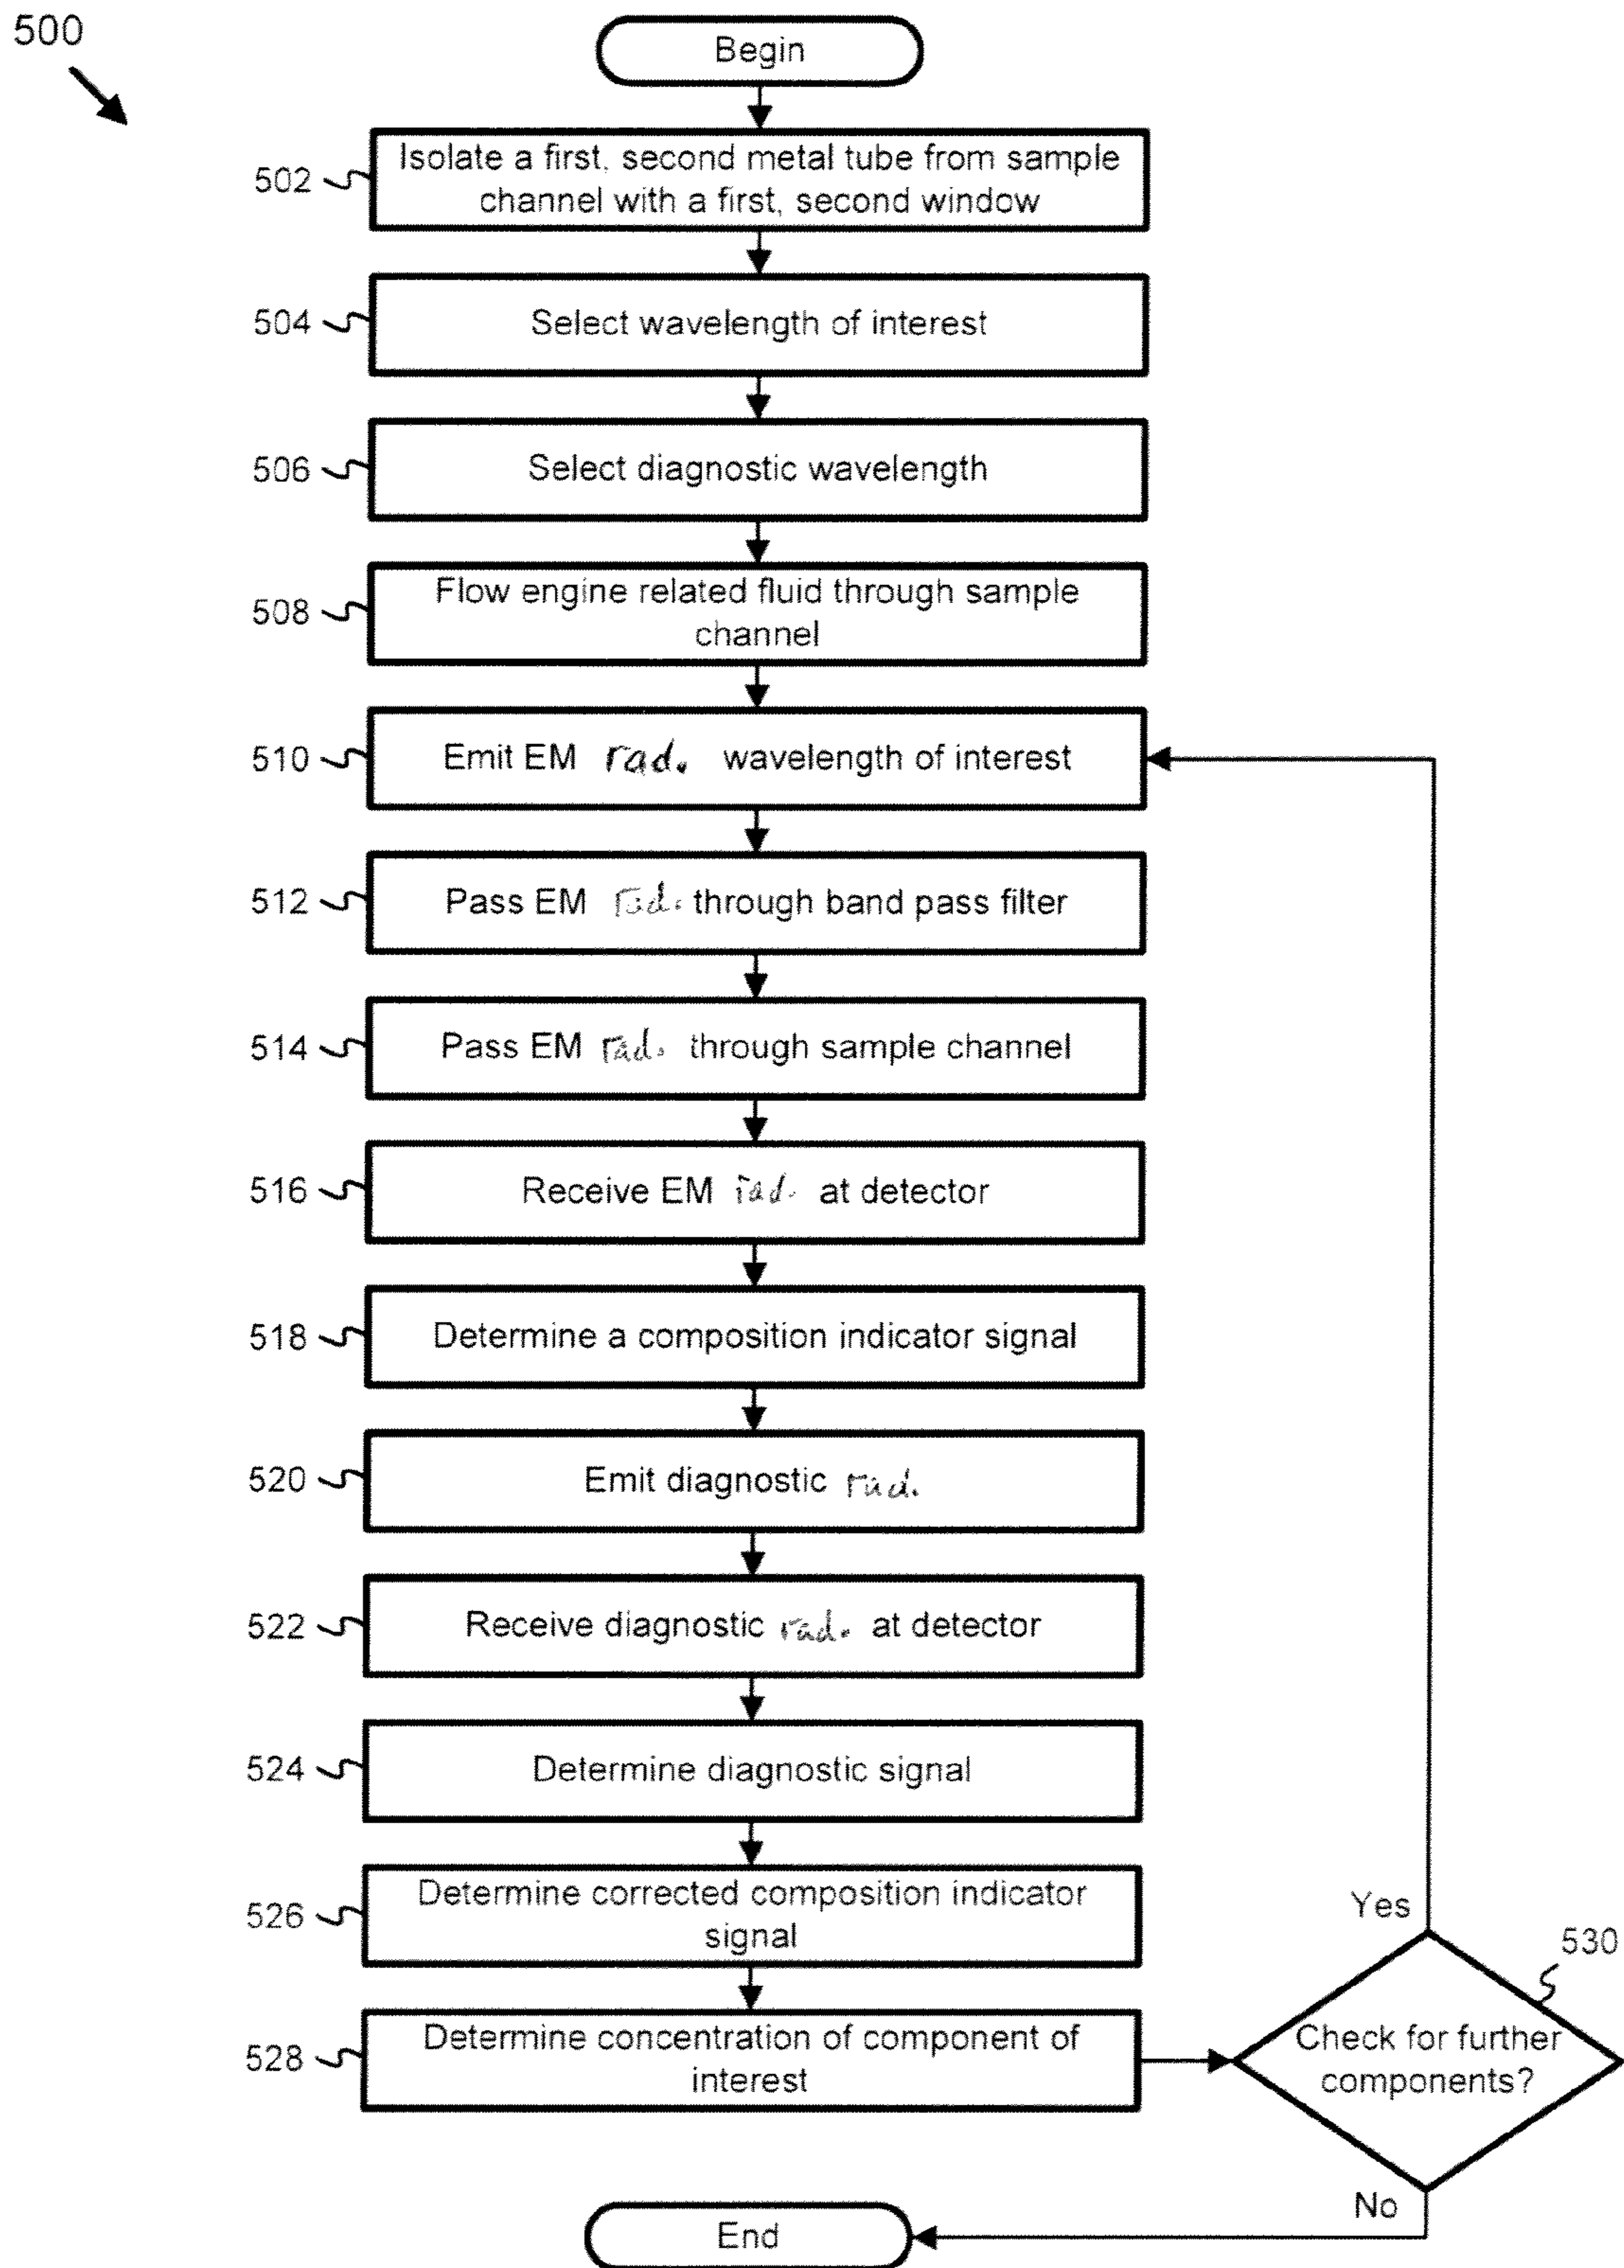 500
Begin
502
Isolate a first, second metal tube from sample
channel with a first, second window
504
Select wavelength of interest
506
Select diagnostic wavelength
508
Flow engine related fluid through sample
channel
510
Emit EM rad. wavelength of interest
512
Pass EM rad. through band pass filter
514
Pass EM rad. through sample channel
516
Receive EM rad. at detector
518
Determine a composition indicator signal
520
Emit diagnostic rad.
522
Receive diagnostic rad. at detector
524
Determine diagnostic signal
526
Determine corrected composition indicator
signal
528
Determine concentration of component of
interest
Yes
530
Check for further
components?
No
End